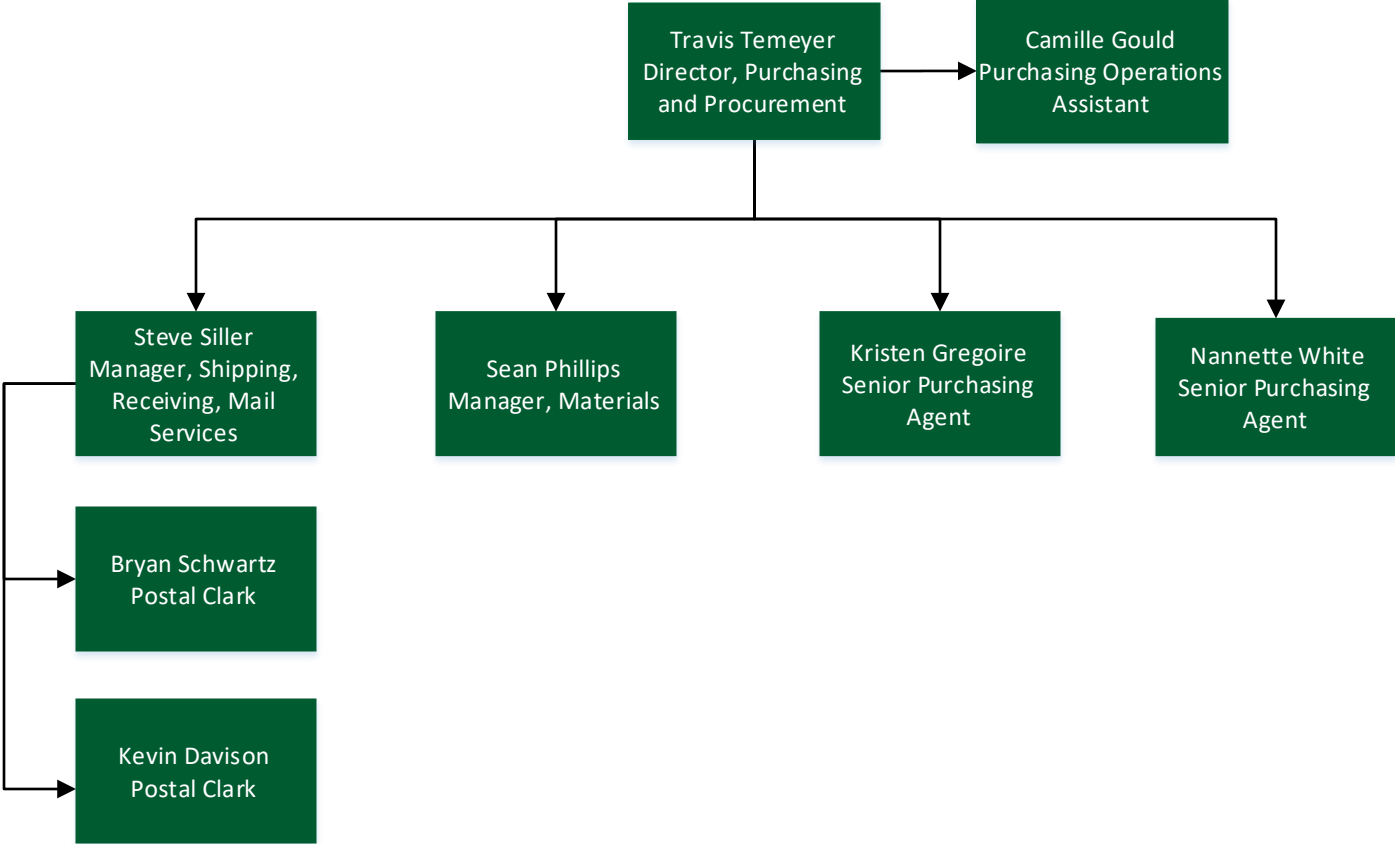 Travis Temeyer
Director, Purchasing
and Procurement
Camille Gould
Purchasing Operations
Assistant
Steve Siller
Manager, Shipping,
Receiving, Mail
Services
Sean Phillips
Manager, Materials
Kristen Gregoire
Senior Purchasing
Agent
Nannette White
Senior Purchasing
Agent
Bryan Schwartz
Postal Clark
Kevin Davison
Postal Clark